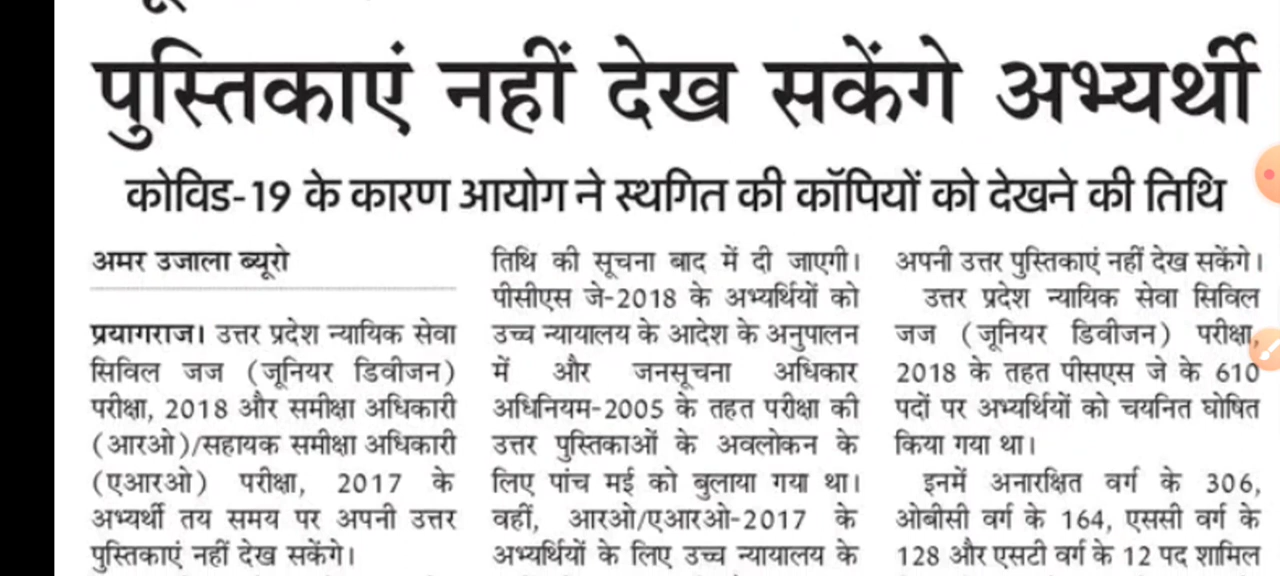 पुस्तिकाएं नहीं देख सकेंगे अभ्यर्थी
कोविड-19 के कारण आयोग ने स्थगित की कॉपियों को देखने की तिथि
अमर उजाला ब्यूरो
प्रयागराज। उत्तर प्रदेश न्यायिक सेवा
सिविल जज (जूनियर डिवीजन)
परीक्षा, 2018 और समीक्षा अधिकारी
(आरओ)/सहायक समीक्षा अधिकारी
(एआरओ) परीक्षा, 2017 के
अभ्यर्थी तय समय पर अपनी उत्तर
पुस्तिकाएं नहीं देख सकेंगे।
तिथि की सूचना बाद में दी जाएगी।
पीसीएस जे-2018 के अभ्यर्थियों को
उच्च न्यायालय के आदेश के अनुपालन
में और जनसूचना अधिकार
अधिनियम-2005 के तहत परीक्षा की
उत्तर पुस्तिकाओं के अवलोकन के
लिए पांच मई को बुलाया गया था।
वहीं, आरओ/एआरओ-2017 के
अभ्यर्थियों के लिए उच्च न्यायालय के
अपनी उत्तर पुस्तिकाएं नहीं देख सकेंगे।
उत्तर प्रदेश न्यायिक सेवा सिविल
जज (जूनियर डिवीजन) परीक्षा,
2018 के तहत पीसएस जे के 610
पदों पर अभ्यर्थियों को चयनित घोषित
किया गया था।
इनमें अनारक्षित वर्ग के 306,
ओबीसी वर्ग के 164, एससी वर्ग के
128 और एसटी वर्ग के 12 पद शामिल